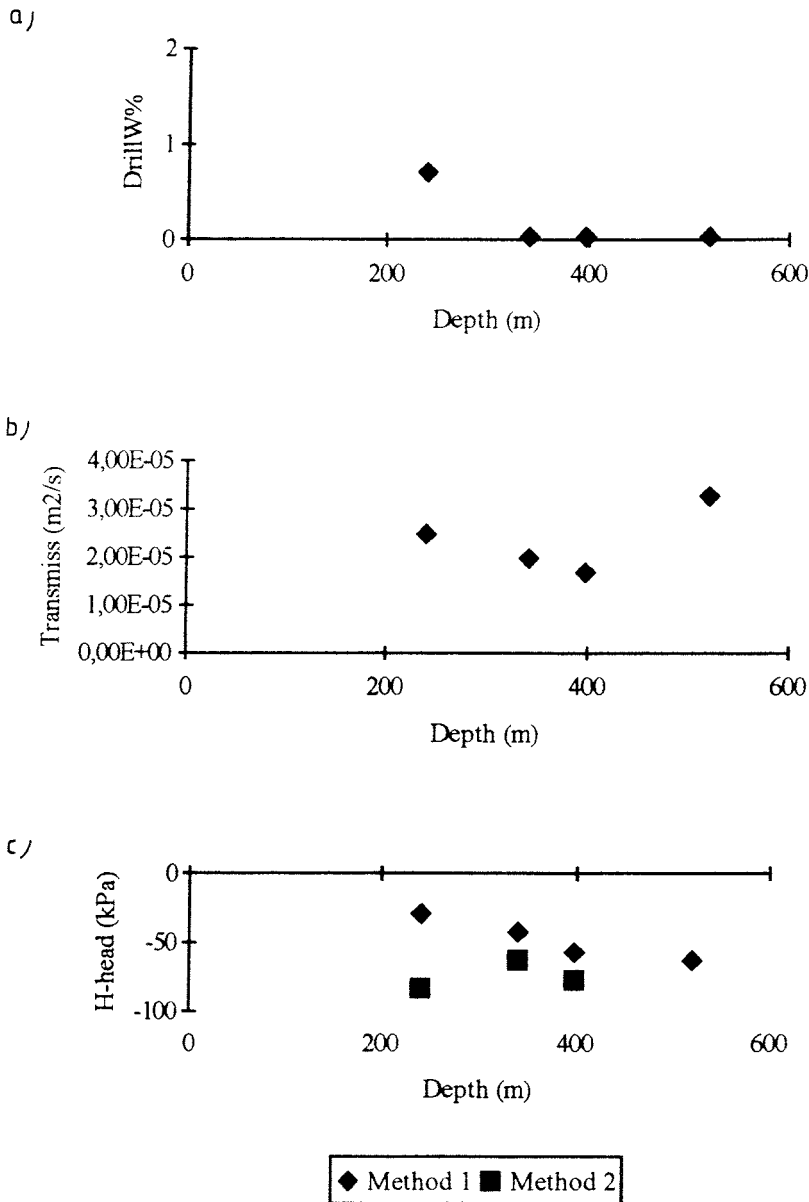 a)
2
1
0
DrillW%
0 200 400 600
Depth (m)
b)
4,00E-05
3,00E-05
2,00E-05
1,00E-05
0,00E+00
Transmiss (m2/s)
0 200 400 600
Depth (m)
c)
0
-50
-100
H-head (kPa)
0 200 400 600
Depth (m)
Method 1 Method 2